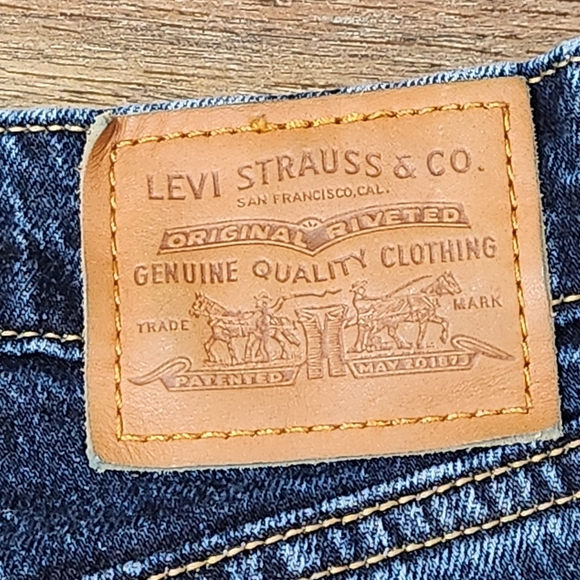 LEVI STRAUSS & CO.
SAN FRANCISCO, CAL.
ORIGINAL RIVETED
GENUINE QUALITY CLOTHING
TRADE MARK
PATENTED MAY 20 1873